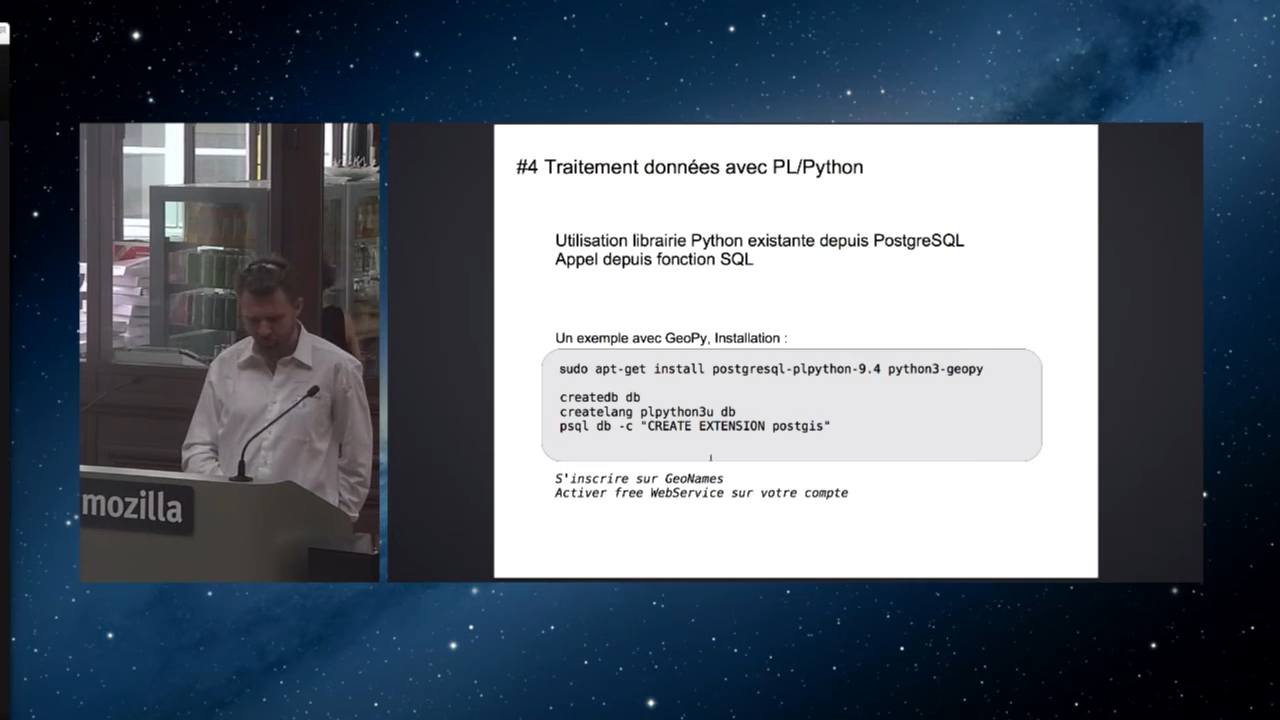 #4 Traitement données avec PL/Python
Utilisation librairie Python existante depuis PostgreSQL
Appel depuis fonction SQL
Un exemple avec GeoPy, Installation :
sudo apt-get install postgresql-plpython-9.4 python3-geopy
createdb db
createlang plpython3u db
psql db -c "CREATE EXTENSION postgis"
S'inscrire sur GeoNames
Activer free WebService sur votre compte
mozilla